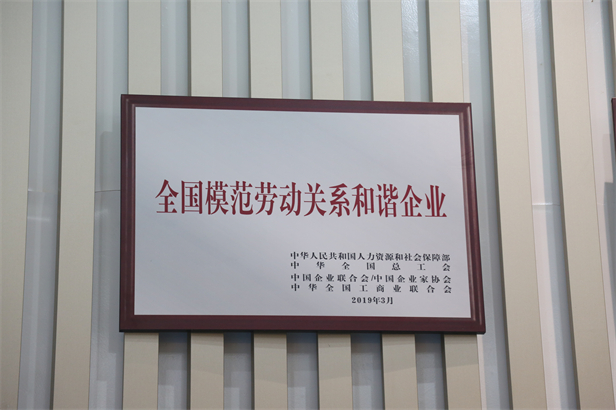 全国模范劳动关系和谐企业
中华人民共和国人力资源和社会保障部
中华全国总工会
中国企业联合会/中国企业家协会
中华全国工商业联合会
2019年3月